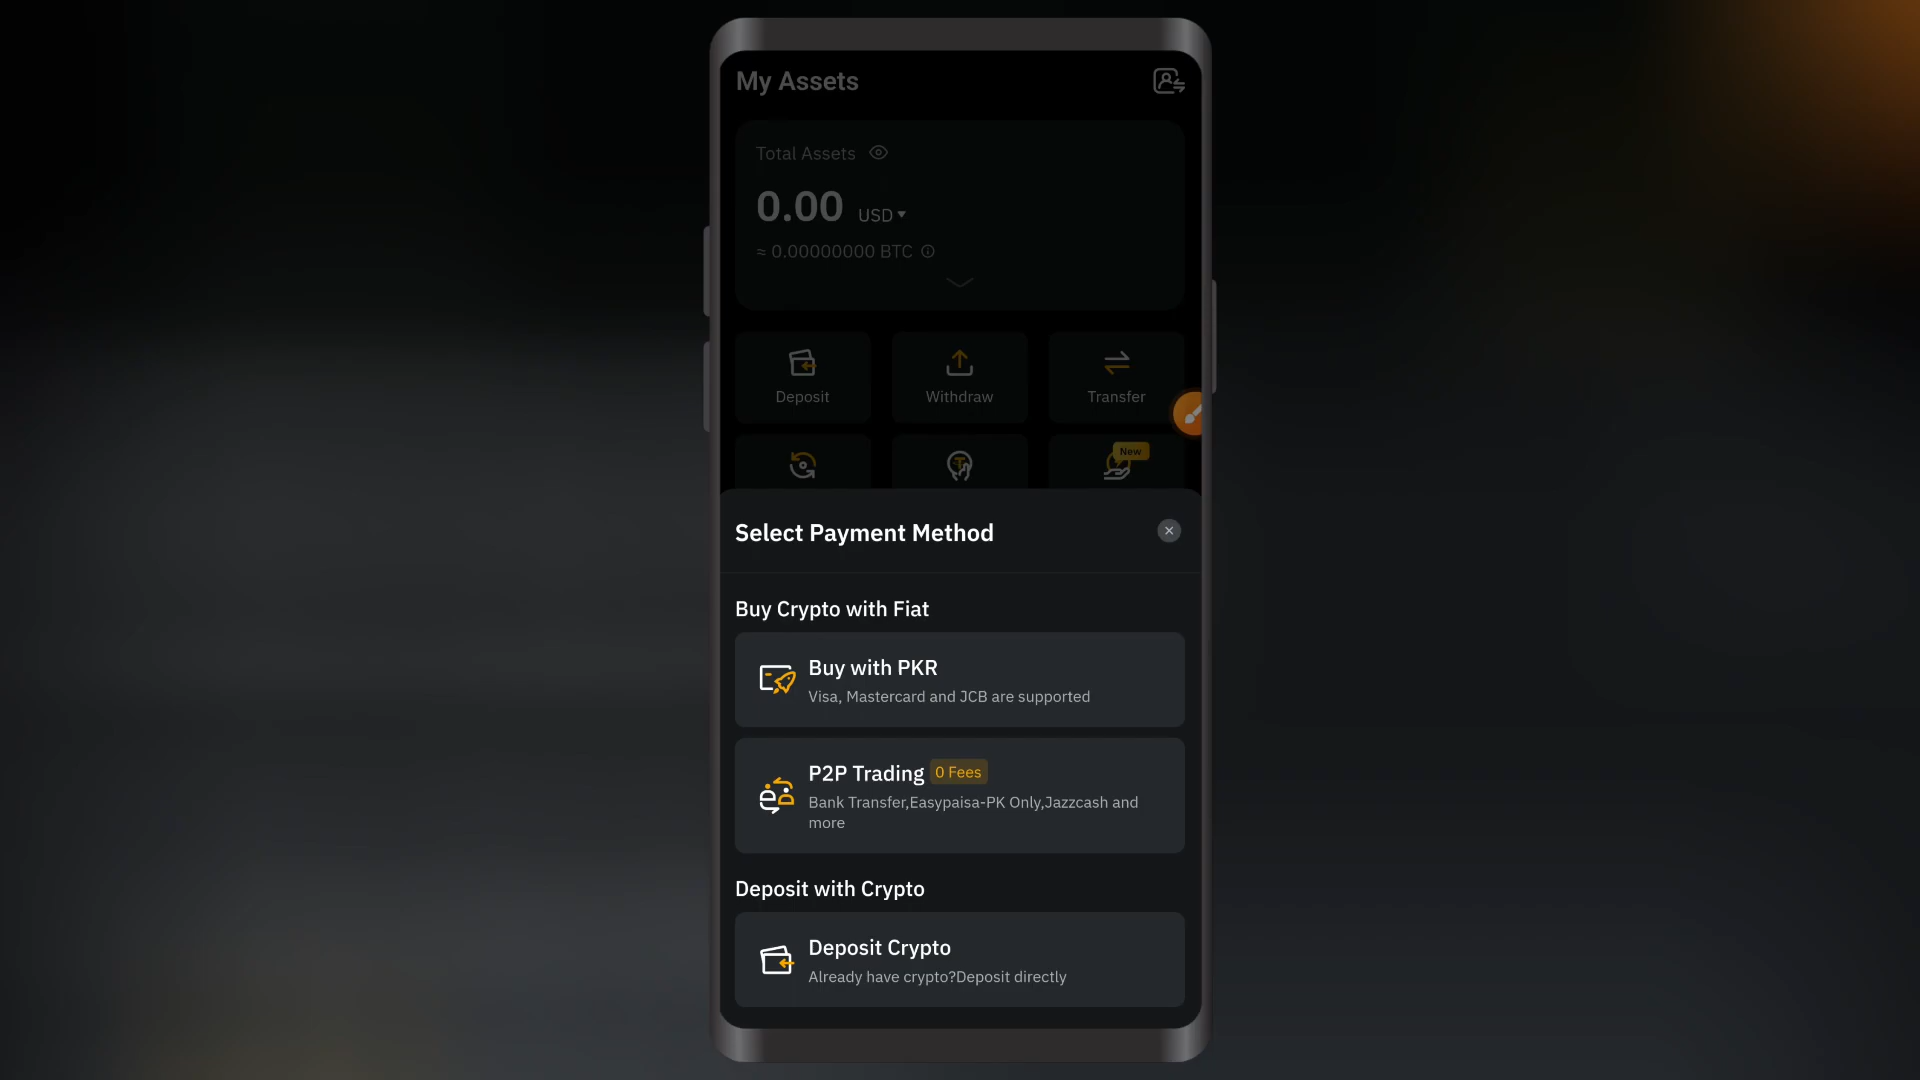 My Assets
Total Assets
0.00 USD
≈ 0.00000000 BTC
Deposit
Withdraw
Transfer
New
Select Payment Method
Buy Crypto with Fiat
Buy with PKR
Visa, Mastercard and JCB are supported
P2P Trading 0 Fees
Bank Transfer,Easypaisa-PK Only,Jazzcash and
more
Deposit with Crypto
Deposit Crypto
Already have crypto?Deposit directly